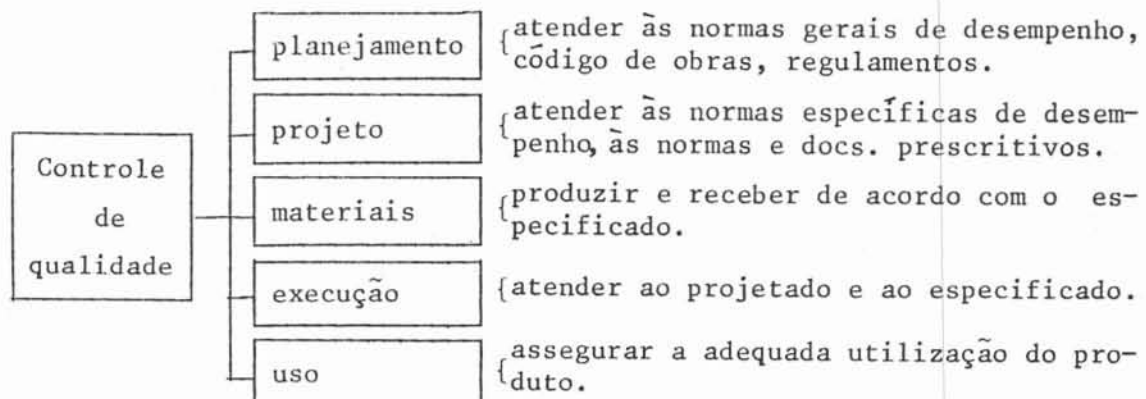 planejamento {atender às normas gerais de desempenho,
código de obras, regulamentos.
projeto {atender às normas específicas de desem-
penho, às normas e docs. prescritivos.
Controle
de
qualidade
materiais {produzir e receber de acordo com o es-
pecificado.
execução {atender ao projetado e ao especificado.
uso {assegurar a adequada utilização do pro-
duto.